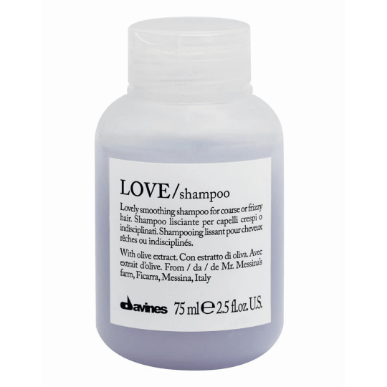 LOVE/shampoo
Lovely smoothing shampoo for coarse or frizzy
hair. Shampoo lisciante per capelli crespi o
indisciplinati. Shampooing lissant pour cheveux
rêches ou indisciplinés.
With olive extract. Con estratto di oliva. Avec
extrait d'olive. From / da / de Mr. Messina's
farm, Ficarra, Messina, Italy
davines 75 ml ℮ 2.5 fl.oz. U.S.